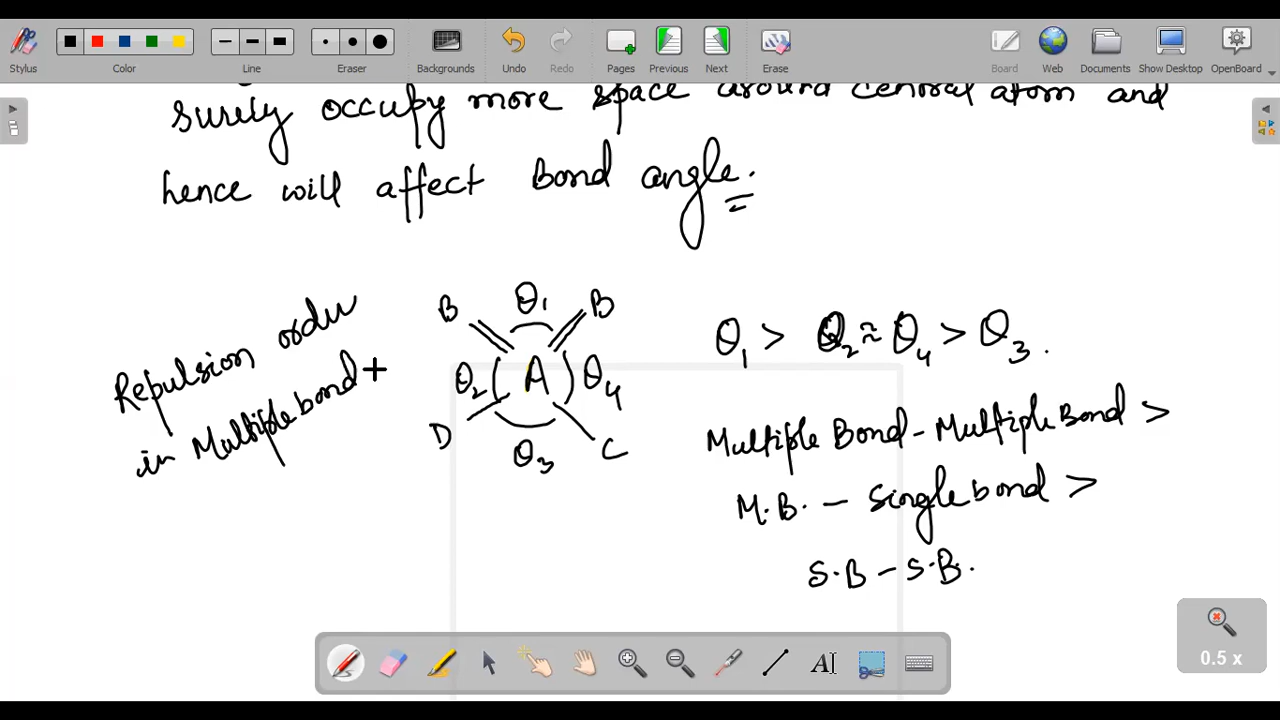 Stylus
Color
Line
Eraser
Backgrounds
Undo
Redo
Pages
Previous
Next
Erase
Board
Web
Documents
Show Desktop
OpenBoard
surely occupy more space around central atom and
hence will affect Bond angle.
Repulsion order
in Multiple bond
B θ1 B
θ2 A θ4
D θ3 C
θ1 > θ2 ≈ θ4 > θ3.
Multiple Bond - Multiple Bond >
M.B. - Single bond >
S.B - S.B.
0.5 x